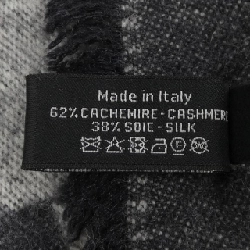 Made in Italy
62% CACHEMIRE - CASHMERE
38% SOIE - SILK